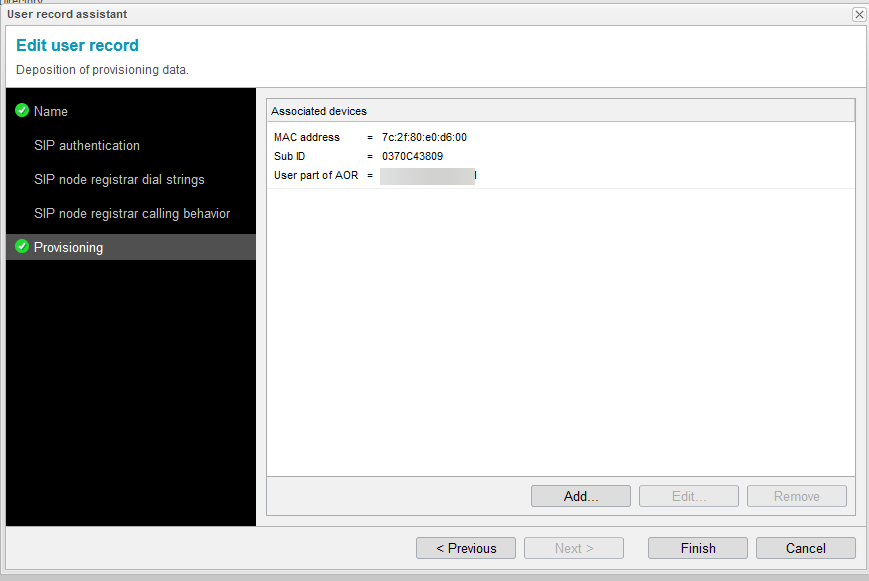 User record assistant
Edit user record
Deposition of provisioning data.
Name
SIP authentication
SIP node registrar dial strings
SIP node registrar calling behavior
Provisioning
Associated devices
MAC address = 7c:2f:80:e0:d6:00
Sub ID = 0370C43809
User part of AOR =
Add...
Edit...
Remove
< Previous
Next >
Finish
Cancel